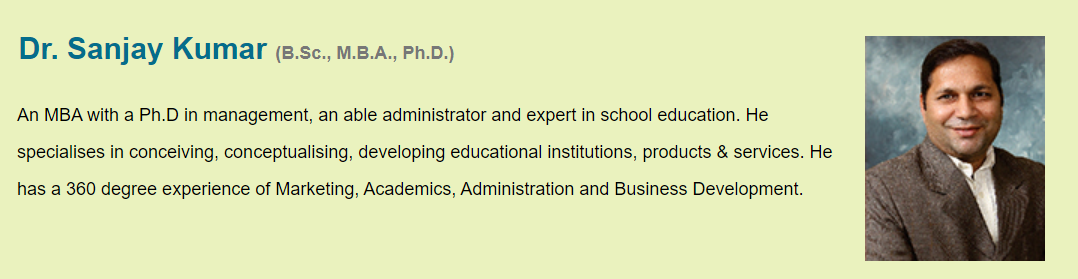 Dr. Sanjay Kumar (B.Sc., M.B.A., Ph.D.)
An MBA with a Ph.D in management, an able administrator and expert in school education. He
specialises in conceiving, conceptualising, developing educational institutions, products & services. He
has a 360 degree experience of Marketing, Academics, Administration and Business Development.